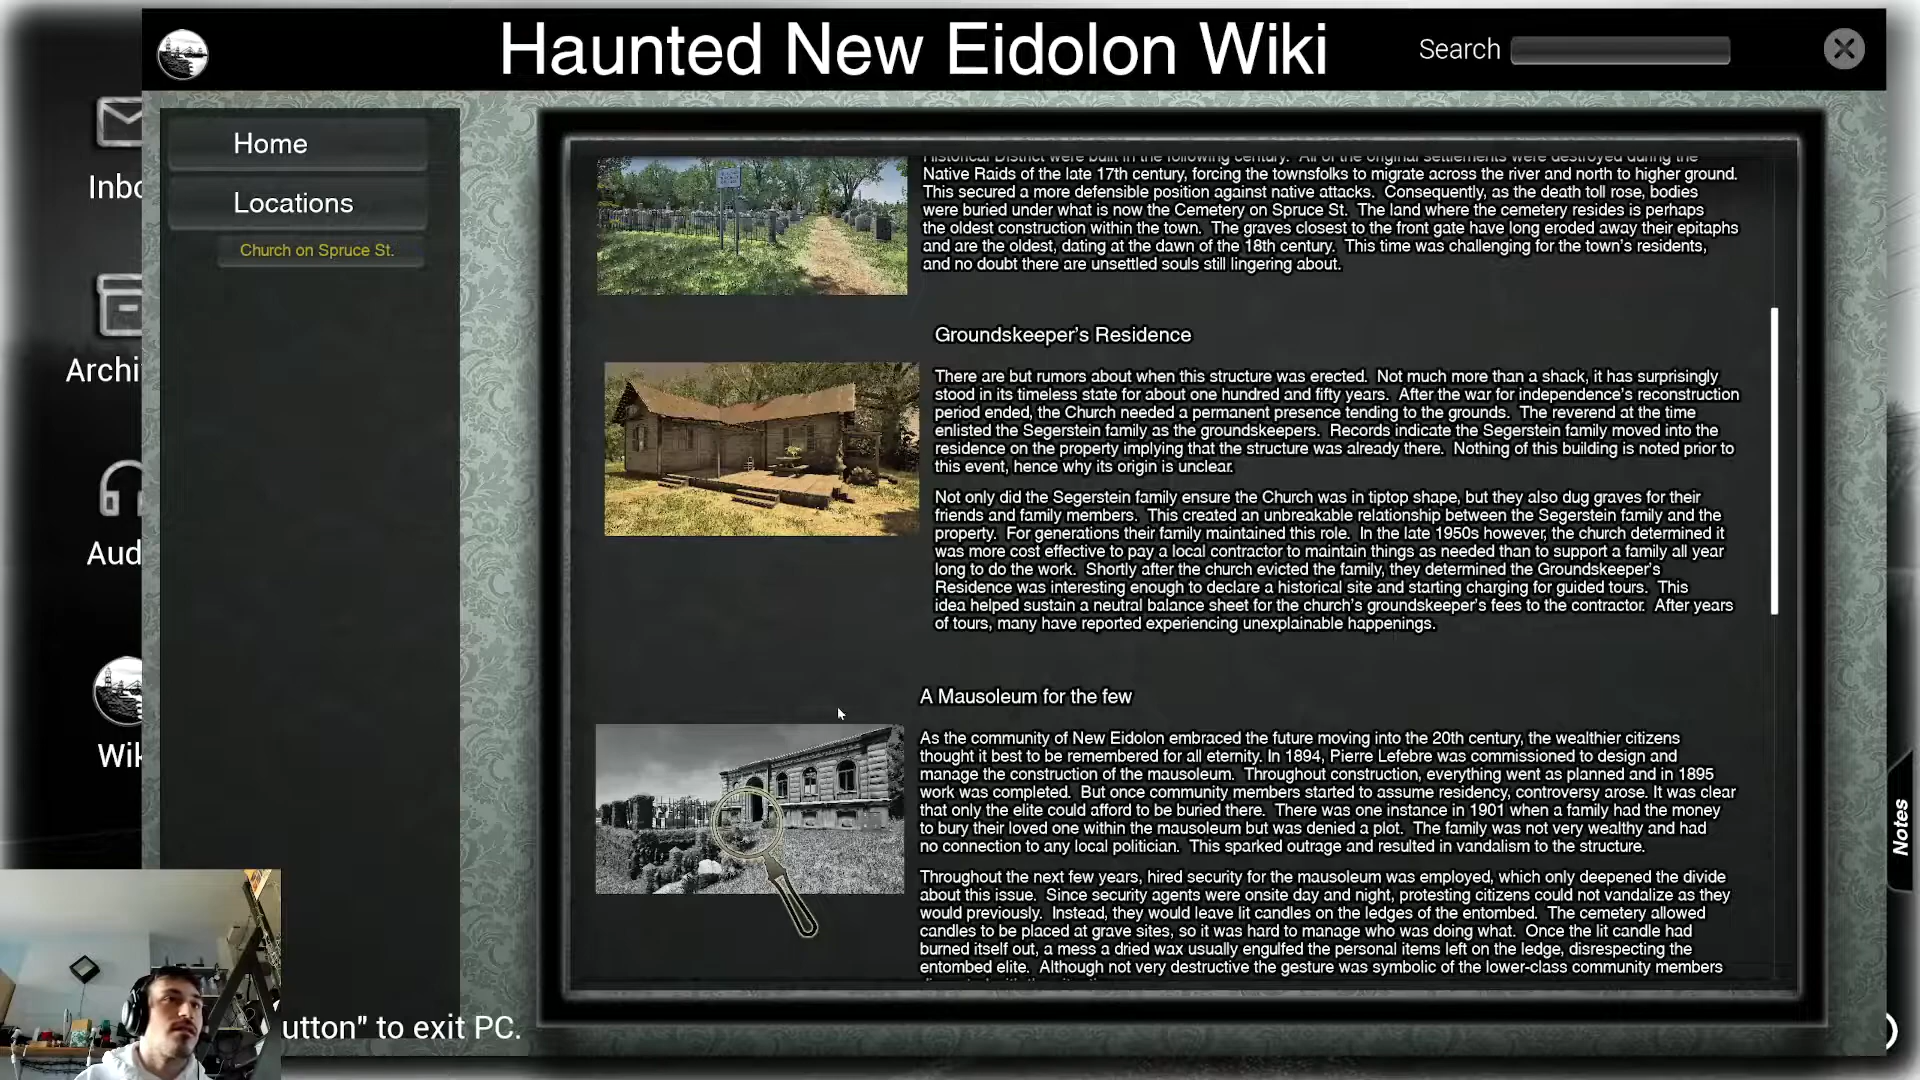 Haunted New Eidolon Wiki
Search
Home
Locations
Church on Spruce St.
Inbo
Archi
Aud
Wik
Historical District were built in the following century. All of the original settlements were destroyed during the
Native Raids of the late 17th century, forcing the townsfolks to migrate across the river and north to higher ground.
This secured a more defensible position against native attacks. Consequently, as the death toll rose, bodies
were buried under what is now the Cemetery on Spruce St. The land where the cemetery resides is perhaps
the oldest construction within the town. The graves closest to the front gate have long eroded away their epitaphs
and are the oldest, dating at the dawn of the 18th century. This time was challenging for the town's residents,
and no doubt there are unsettled souls still lingering about.
Groundskeeper's Residence
There are but rumors about when this structure was erected. Not much more than a shack, it has surprisingly
stood in its timeless state for about one hundred and fifty years. After the war for independence's reconstruction
period ended, the Church needed a permanent presence tending to the grounds. The reverend at the time
enlisted the Segerstein family as the groundskeepers. Records indicate the Segerstein family moved into the
residence on the property implying that the structure was already there. Nothing of this building is noted prior to
this event, hence why its origin is unclear.
Not only did the Segerstein family ensure the Church was in tiptop shape, but they also dug graves for their
friends and family members. This created an unbreakable relationship between the Segerstein family and the
property. For generations their family maintained this role. In the late 1950s however, the church determined it
was more cost effective to pay a local contractor to maintain things as needed than to support a family all year
long to do the work. Shortly after the church evicted the family, they determined the Groundskeeper's
Residence was interesting enough to declare a historical site and starting charging for guided tours. This
idea helped sustain a neutral balance sheet for the church's groundskeeper's fees to the contractor. After years
of tours, many have reported experiencing unexplainable happenings.
A Mausoleum for the few
As the community of New Eidolon embraced the future moving into the 20th century, the wealthier citizens
thought it best to be remembered for all eternity. In 1894, Pierre Lefebre was commissioned to design and
manage the construction of the mausoleum. Throughout construction, everything went as planned and in 1895
work was completed. But once community members started to assume residency, controversy arose. It was clear
that only the elite could afford to be buried there. There was one instance in 1901 when a family had the money
to bury their loved one within the mausoleum but was denied a plot. The family was not very wealthy and had
no connection to any local politician. This sparked outrage and resulted in vandalism to the structure.
Throughout the next few years, hired security for the mausoleum was employed, which only deepened the divide
about this issue. Since security agents were onsite day and night, protesting citizens could not vandalize as they
would previously. Instead, they would leave lit candles on the ledges of the entombed. The cemetery allowed
candles to be placed at grave sites, so it was hard to manage who was doing what. Once the lit candle had
burned itself out, a mess a dried wax usually engulfed the personal items left on the ledge, disrespecting the
entombed elite. Although not very destructive the gesture was symbolic of the lower-class community members
Notes
utton" to exit PC.